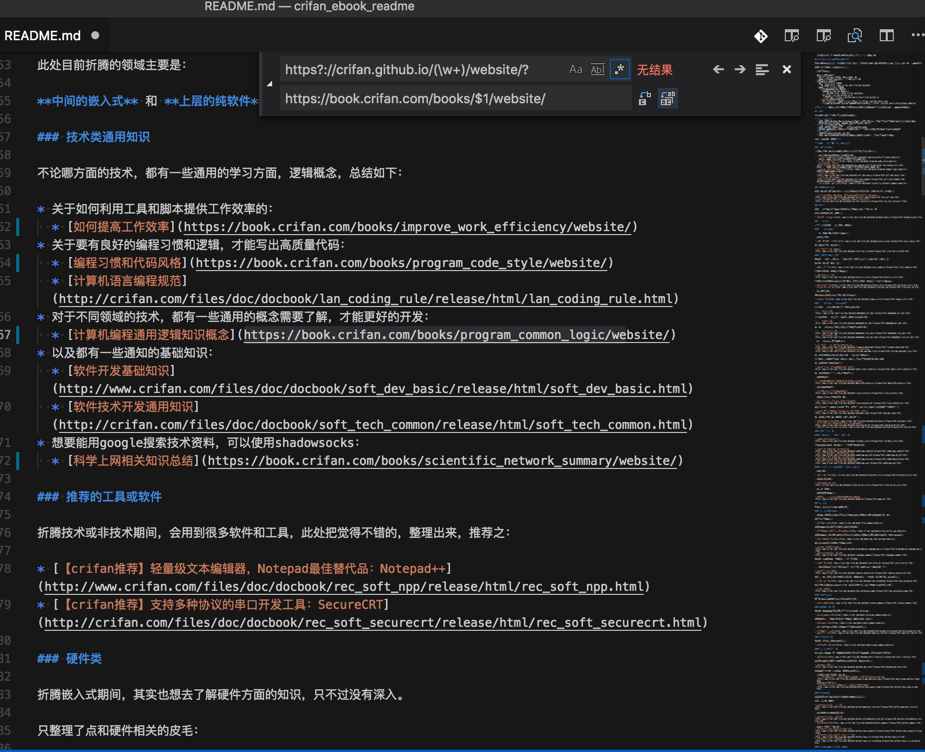 README.md — crifan_ebook_readme
README.md
53 此处目前折腾的领域主要是：
https?://crifan.github.io/(\w+)/website/?
Aa
Abl
.*
无结果
https://book.crifan.com/books/$1/website/
54
55 **中间的嵌入式** 和 **上层的纯软件*
56
57 ### 技术类通用知识
58
59 不论哪方面的技术，都有一些通用的学习方面，逻辑概念，总结如下：
60
61 * 关于如何利用工具和脚本提供工作效率的：
62 * [如何提高工作效率](https://book.crifan.com/books/improve_work_efficiency/website/)
63 * 关于要有良好的编程习惯和逻辑，才能写出高质量代码：
64 * [编程习惯和代码风格](https://book.crifan.com/books/program_code_style/website/)
65 * [计算机语言编程规范]
(http://crifan.com/files/doc/docbook/lan_coding_rule/release/html/lan_coding_rule.html)
66 * 对于不同领域的技术，都有一些通用的概念需要了解，才能更好的开发：
67 * [计算机编程通用逻辑知识概念](https://book.crifan.com/books/program_common_logic/website/)
68 * 以及都有一些通知的基础知识：
69 * [软件开发基础知识]
(http://www.crifan.com/files/doc/docbook/soft_dev_basic/release/html/soft_dev_basic.html)
70 * [软件技术开发通用知识]
(http://crifan.com/files/doc/docbook/soft_tech_common/release/html/soft_tech_common.html)
71 * 想要能用google搜索技术资料，可以使用shadowsocks：
72 * [科学上网相关知识总结](https://book.crifan.com/books/scientific_network_summary/website/)
73
74 ### 推荐的工具或软件
75
76 折腾技术或非技术期间，会用到很多软件和工具，此处把觉得不错的，整理出来，推荐之：
77
78 * [【crifan推荐】轻量级文本编辑器，Notepad最佳替代品：Notepad++]
(http://www.crifan.com/files/doc/docbook/rec_soft_npp/release/html/rec_soft_npp.html)
79 * [【crifan推荐】支持多种协议的串口开发工具：SecureCRT]
(http://crifan.com/files/doc/docbook/rec_soft_securecrt/release/html/rec_soft_securecrt.html)
80
81 ### 硬件类
82
83 折腾嵌入式期间，其实也想去了解硬件方面的知识，只不过没有深入。
84
85 只整理了点和硬件相关的皮毛：
86